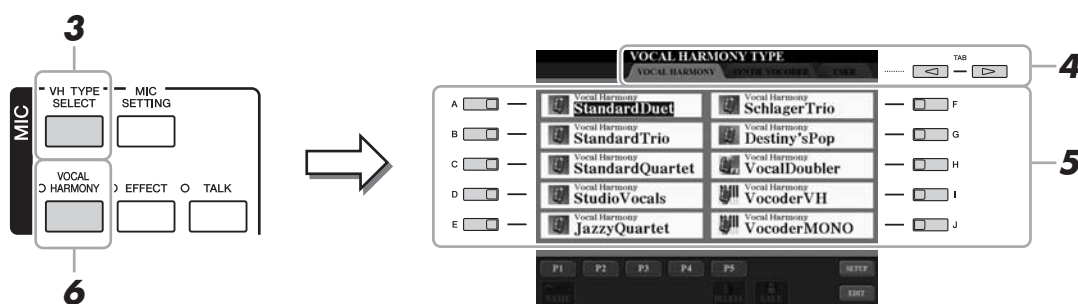 3
MIC
VH TYPE SELECT
MIC SETTING
VOCAL HARMONY
EFFECT
TALK
6
VOCAL HARMONY TYPE
VOCAL HARMONY
SYNTH VOCODER
USER
TAB
4
A
B
C
D
E
Vocal Harmony
StandardDuet
Vocal Harmony
StandardTrio
Vocal Harmony
StandardQuartet
Vocal Harmony
StudioVocals
Vocal Harmony
JazzyQuartet
Vocal Harmony
SchlagerTrio
Vocal Harmony
Destiny'sPop
Vocal Harmony
VocalDoubler
Vocal Harmony
VocoderVH
Vocal Harmony
VocoderMONO
F
G
H
I
J
5
P1 P2 P3 P4 P5
SETUP
NAME
DELETE
SAVE
EDIT